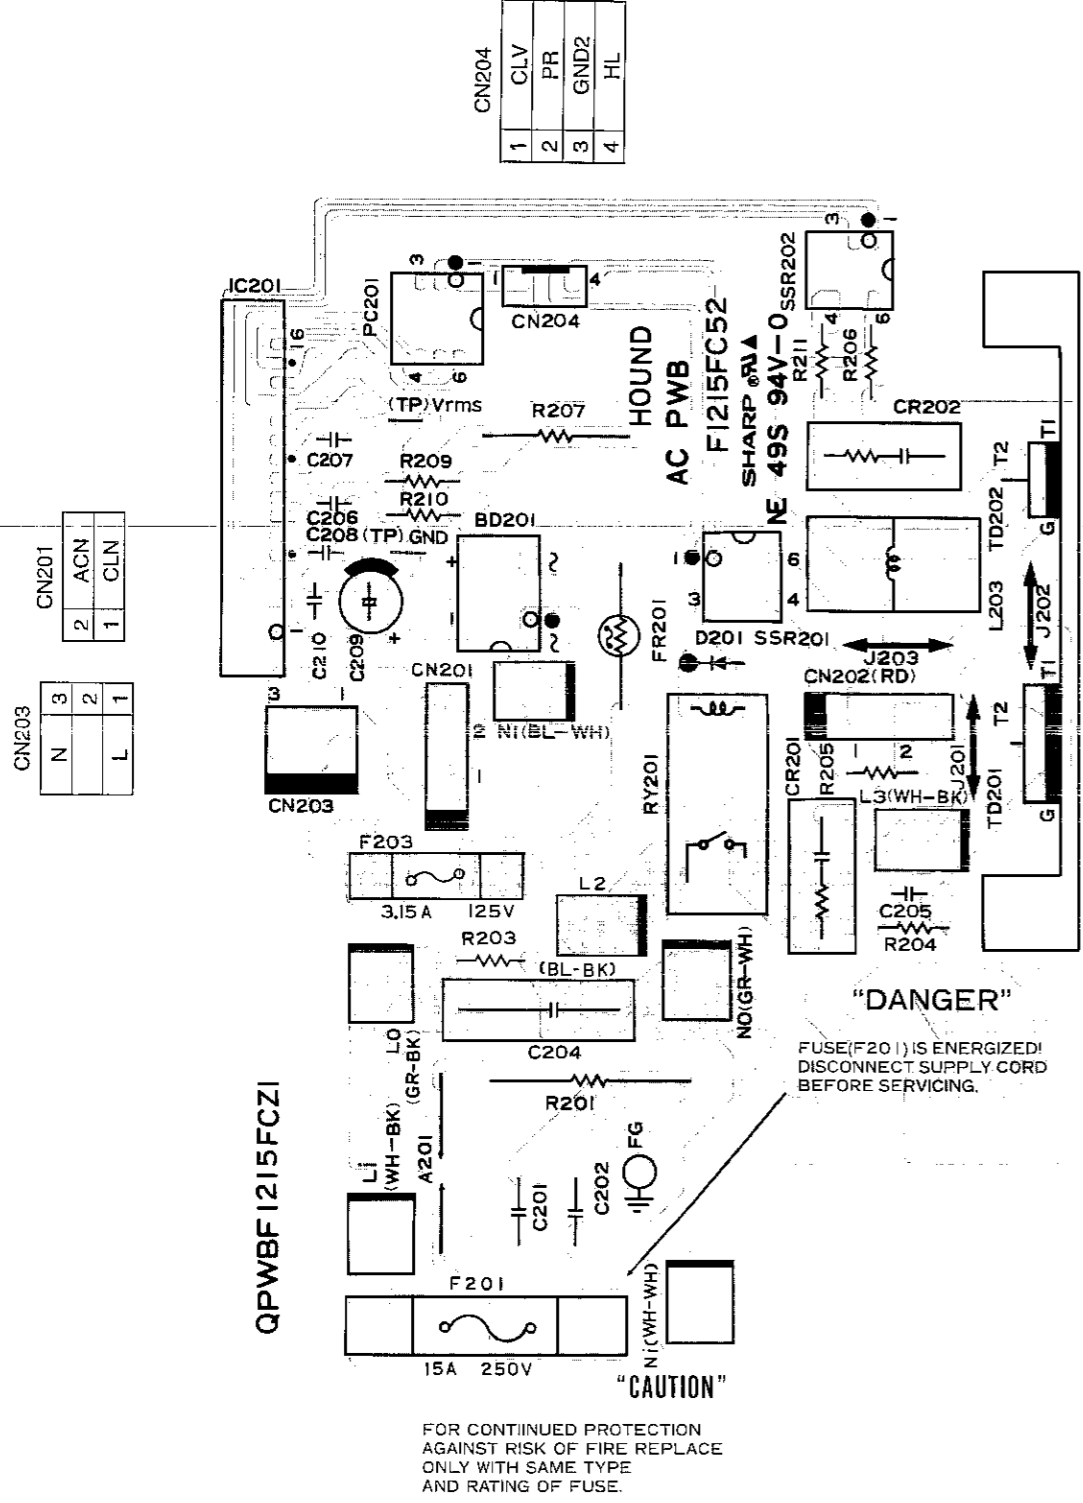 CN204
1 CLV
2 PR
3 GND2
4 HL
CN201
2 ACN
1 CLN
CN203
N 3
2
L 1
IC201
16
1
PC201
3
1
4
6
1
4
CN204
SSR202
3
1
4
6
R211
R206
HOUND
AC PWB
F1215FC52
SHARP
NE 49S 94V-0
(TP)Vrms
R207
CR202
C207
R209
R210
C206
C208 (TP) GND
BD201
+
~
1
~
1
6
3
4
C210
C209
+
FR201
D201 SSR201
L203
TD202
T2
T1
G
J202
J203
CN202(RD)
3
1
CN201
CN203
2
1
NI(BL-WH)
RY201
CR201
R205
1
2
J201
L3(WH-BK)
TD201
T2
T1
G
F203
3.15A 125V
L2
C205
R204
R203
(BL-BK)
NO(GR-WH)
LO
(GR-BK)
C204
"DANGER"
FUSE(F201) IS ENERGIZED!
DISCONNECT SUPPLY CORD
BEFORE SERVICING.
R201
QPWBF1215FCZ1
Li
(WH-BK)
A201
C201
C202
FG
F201
15A 250V
Ni(WH-WH)
"CAUTION"
FOR CONTIINUED PROTECTION
AGAINST RISK OF FIRE REPLACE
ONLY WITH SAME TYPE
AND RATING OF FUSE.